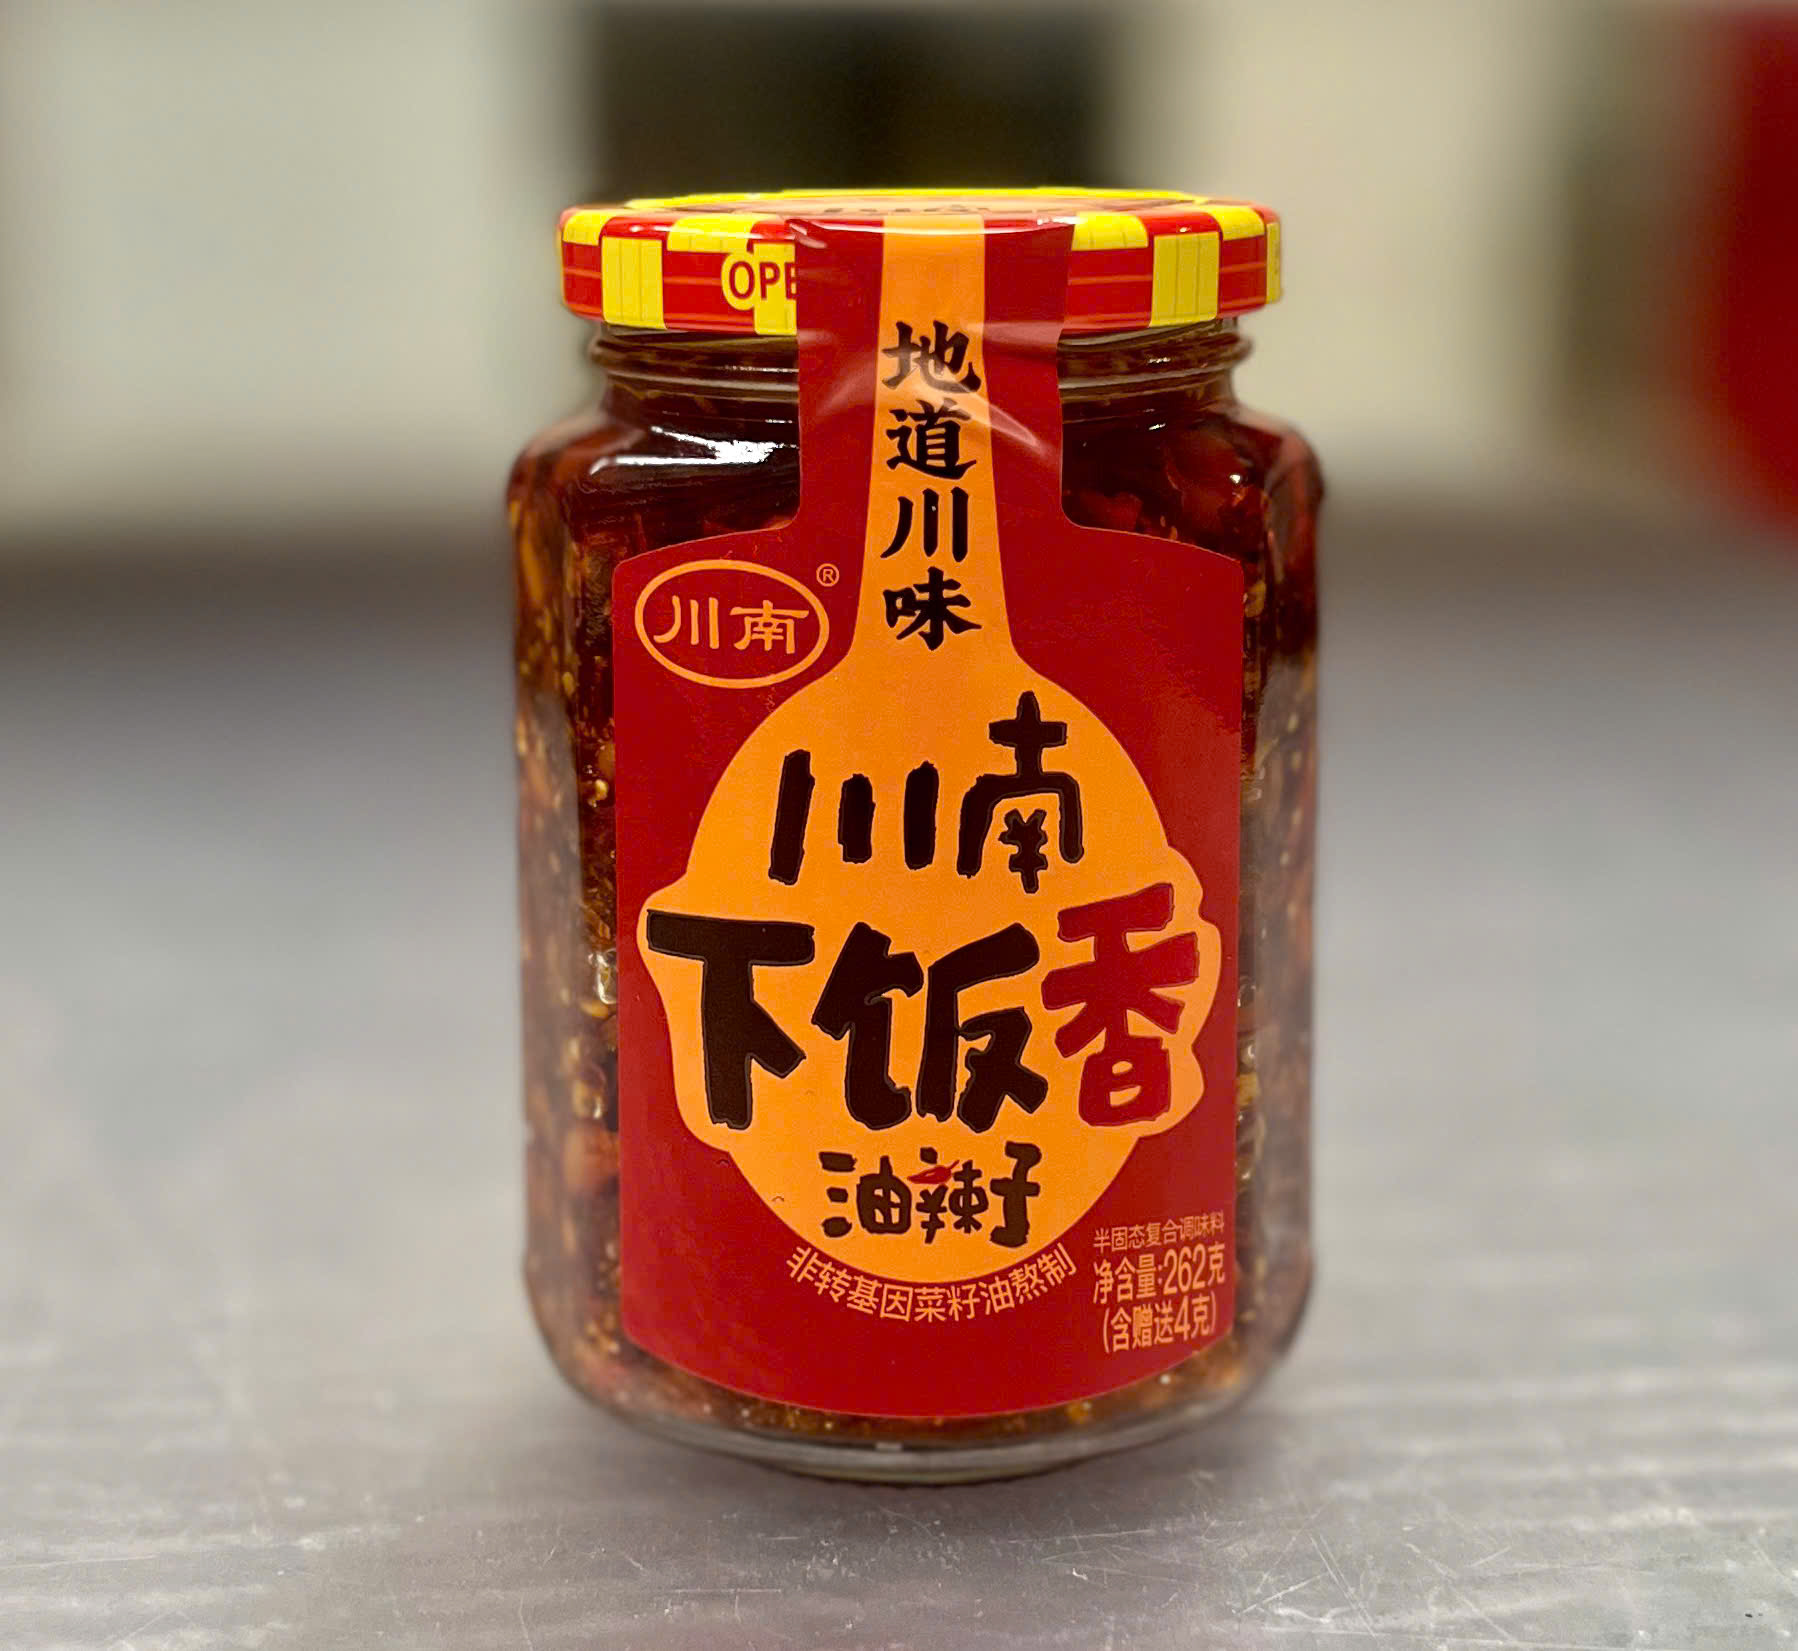 OPE
地道川味
川南®
川南
下饭香
油辣子
非转基因菜籽油熬制
半固态复合调味料
净含量:262克
(含赠送4克)